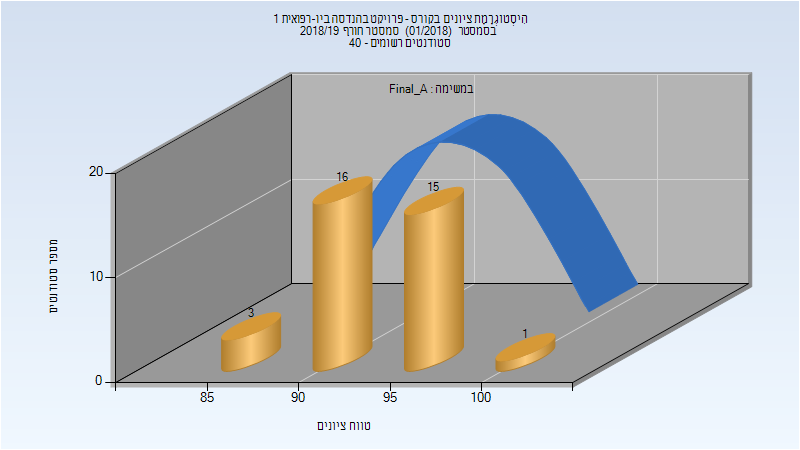 היסטוגרמת ציונים בקורס - פרויקט בהנדסה ביו-רפואית 1
בסמסטר (01/2018) סמסטר חורף 2018/19
סטודנטים רשומים - 40
במשימה : Final_A
20
10
0
16
15
3
1
85
90
95
100
מספר סטודנטים
טווח ציונים